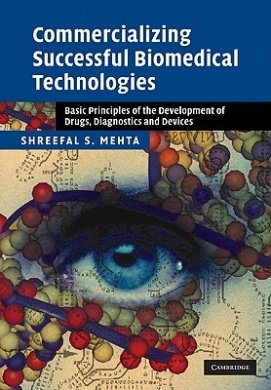 Commercializing
Successful Biomedical
Technologies
Basic Principles of the Development of
Drugs, Diagnostics and Devices
SHREEFAL S. MEHTA
CAMBRIDGE